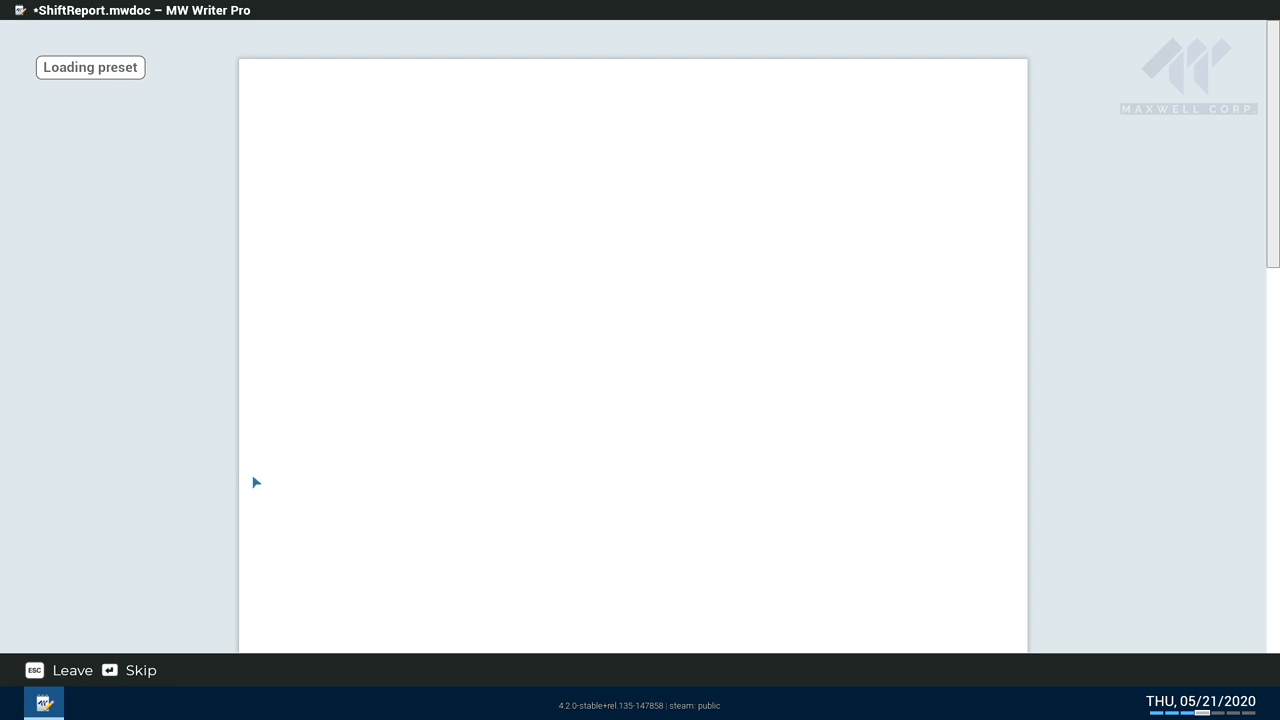 *ShiftReport.mwdoc – MW Writer Pro
Loading preset
MAXWELL CORP.
ESC Leave Skip
4.2.0-stable+rel.135-147858 | steam: public
THU, 05/21/2020